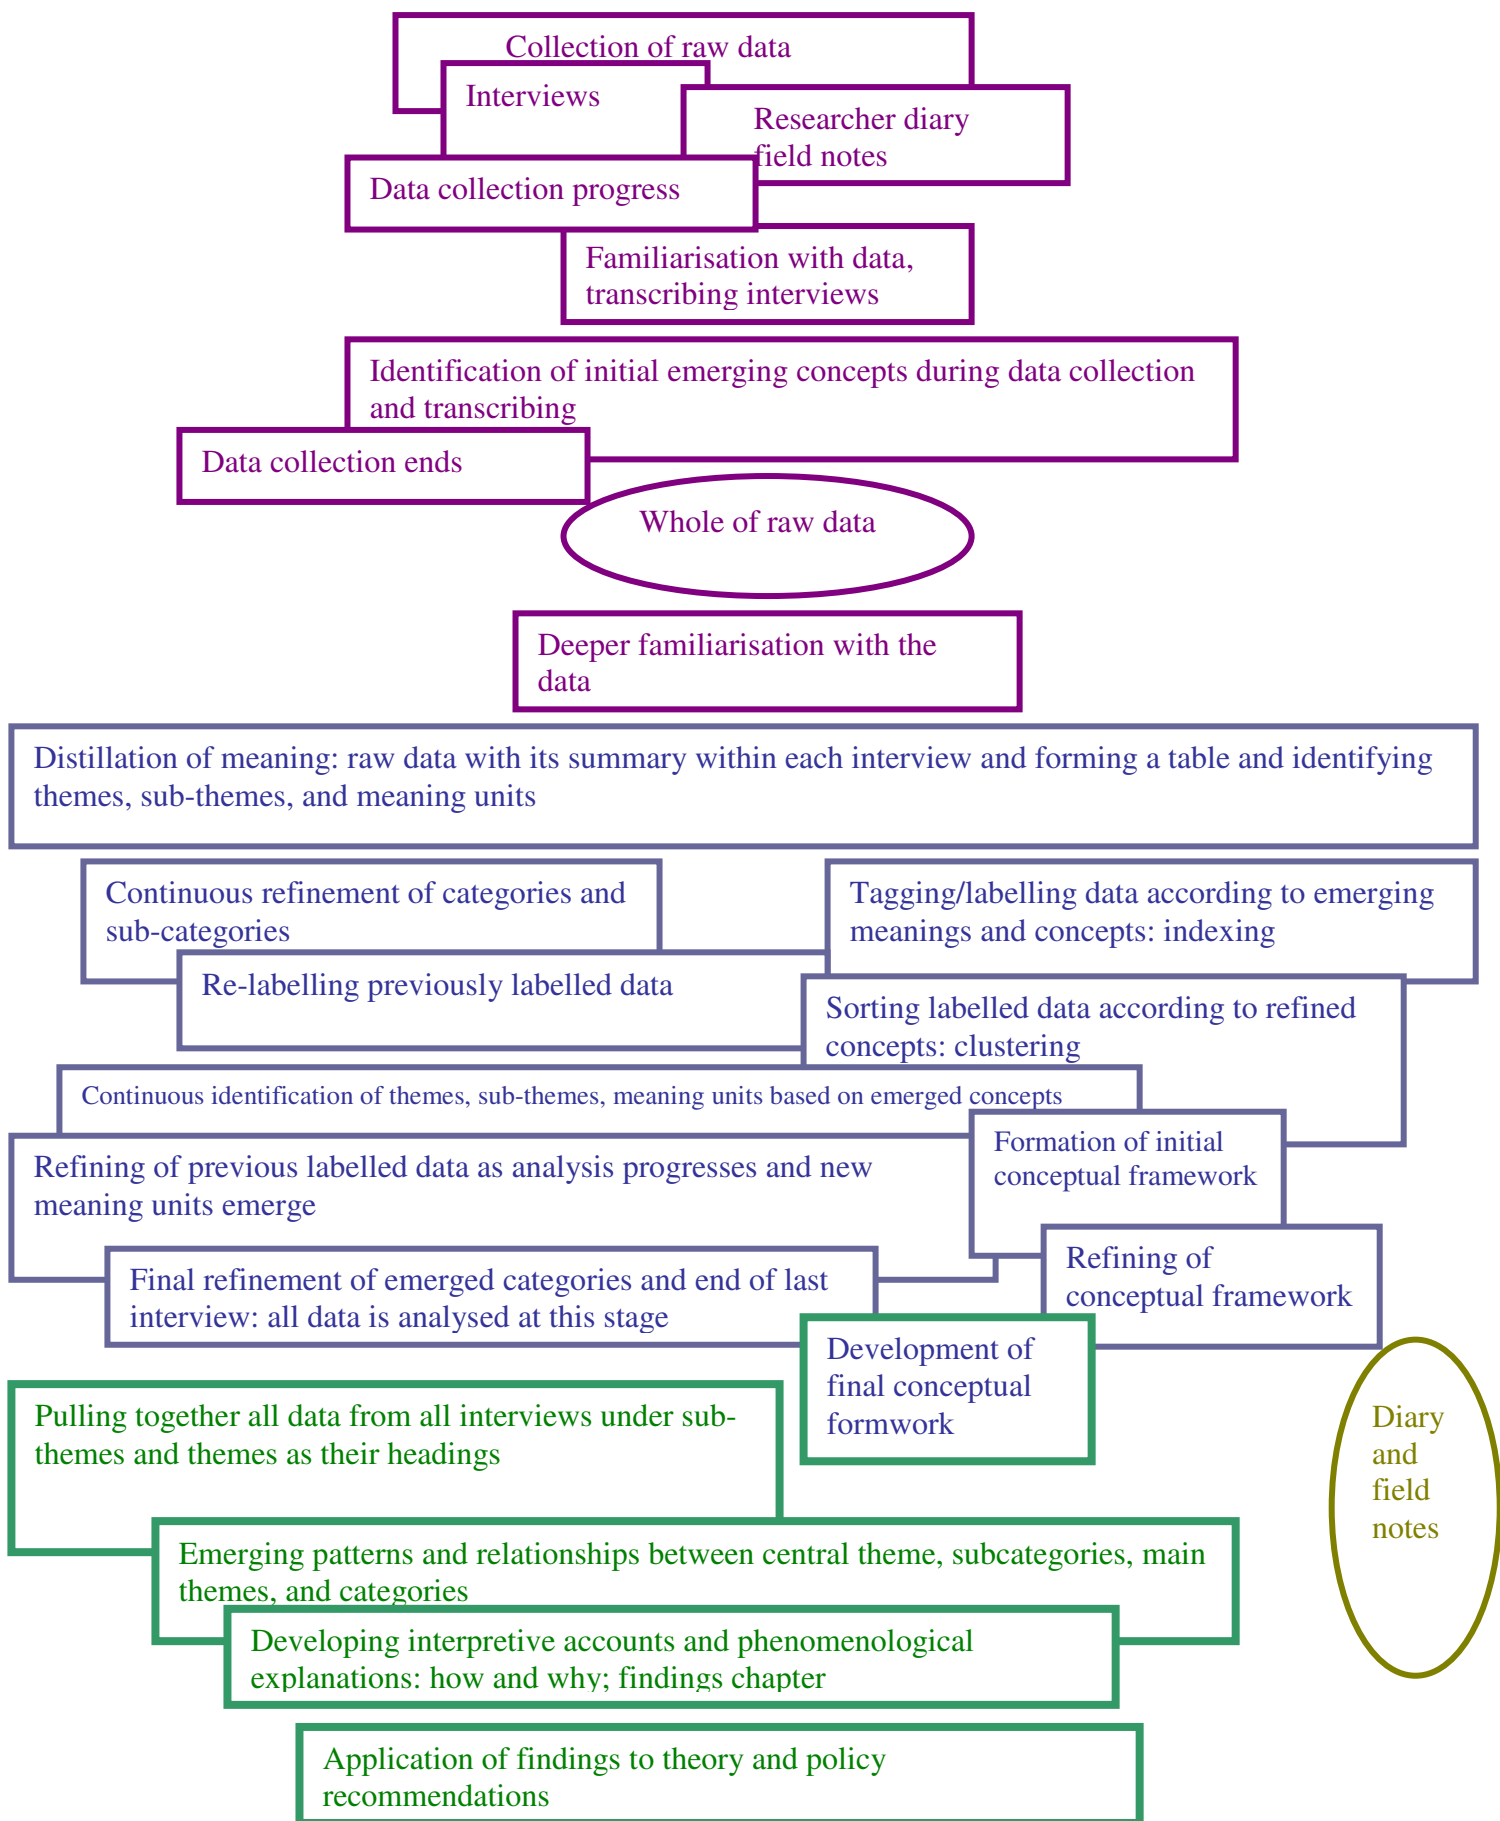 Collection of raw data
Interviews
Researcher diary
field notes
Data collection progress
Familiarisation with data,
transcribing interviews
Identification of initial emerging concepts during data collection
and transcribing
Data collection ends
Whole of raw data
Deeper familiarisation with the
data
Distillation of meaning: raw data with its summary within each interview and forming a table and identifying
themes, sub-themes, and meaning units
Continuous refinement of categories and
sub-categories
Tagging/labelling data according to emerging
meanings and concepts: indexing
Re-labelling previously labelled data
Sorting labelled data according to refined
concepts: clustering
Continuous identification of themes, sub-themes, meaning units based on emerged concepts
Formation of initial
conceptual framework
Refining of previous labelled data as analysis progresses and new
meaning units emerge
Refining of
conceptual framework
Final refinement of emerged categories and end of last
interview: all data is analysed at this stage
Development of
final conceptual
formwork
Diary
and
field
notes
Pulling together all data from all interviews under sub-
themes and themes as their headings
Emerging patterns and relationships between central theme, subcategories, main
themes, and categories
Developing interpretive accounts and phenomenological
explanations: how and why; findings chapter
Application of findings to theory and policy
recommendations